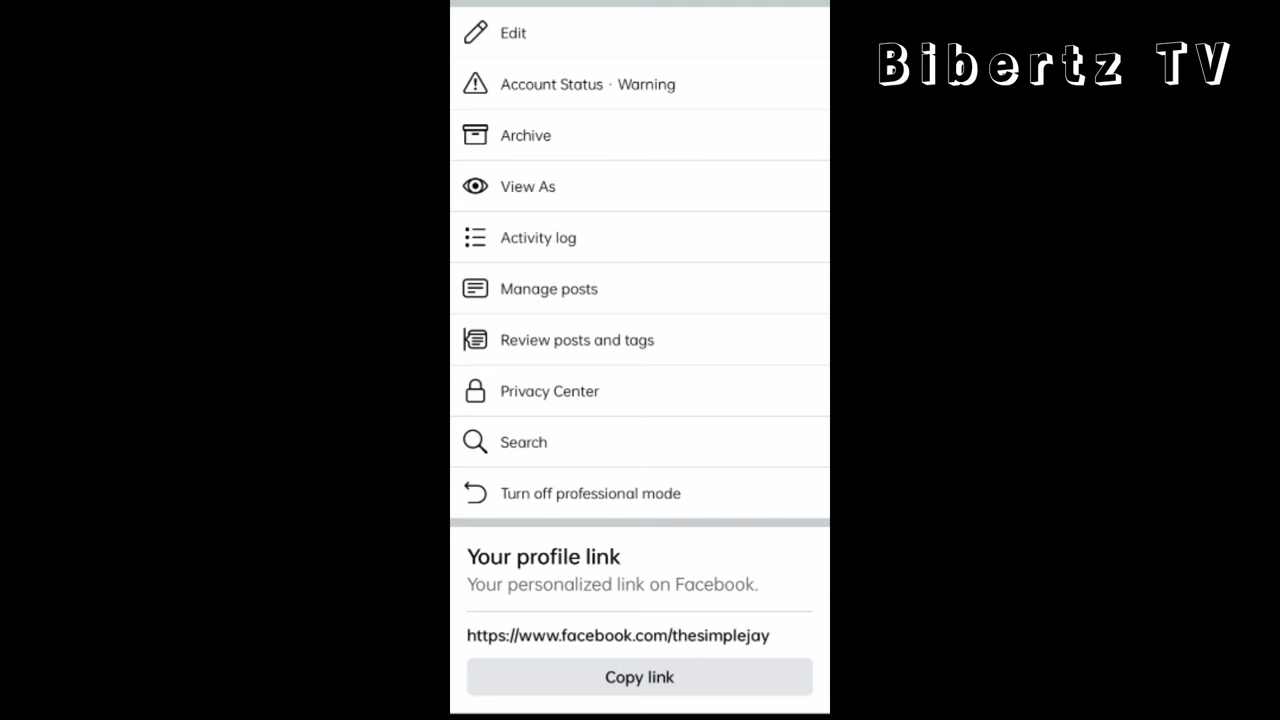 Bibertz TV
Edit
Account Status · Warning
Archive
View As
Activity log
Manage posts
Review posts and tags
Privacy Center
Search
Turn off professional mode
Your profile link
Your personalized link on Facebook.
https://www.facebook.com/thesimplejay
Copy link